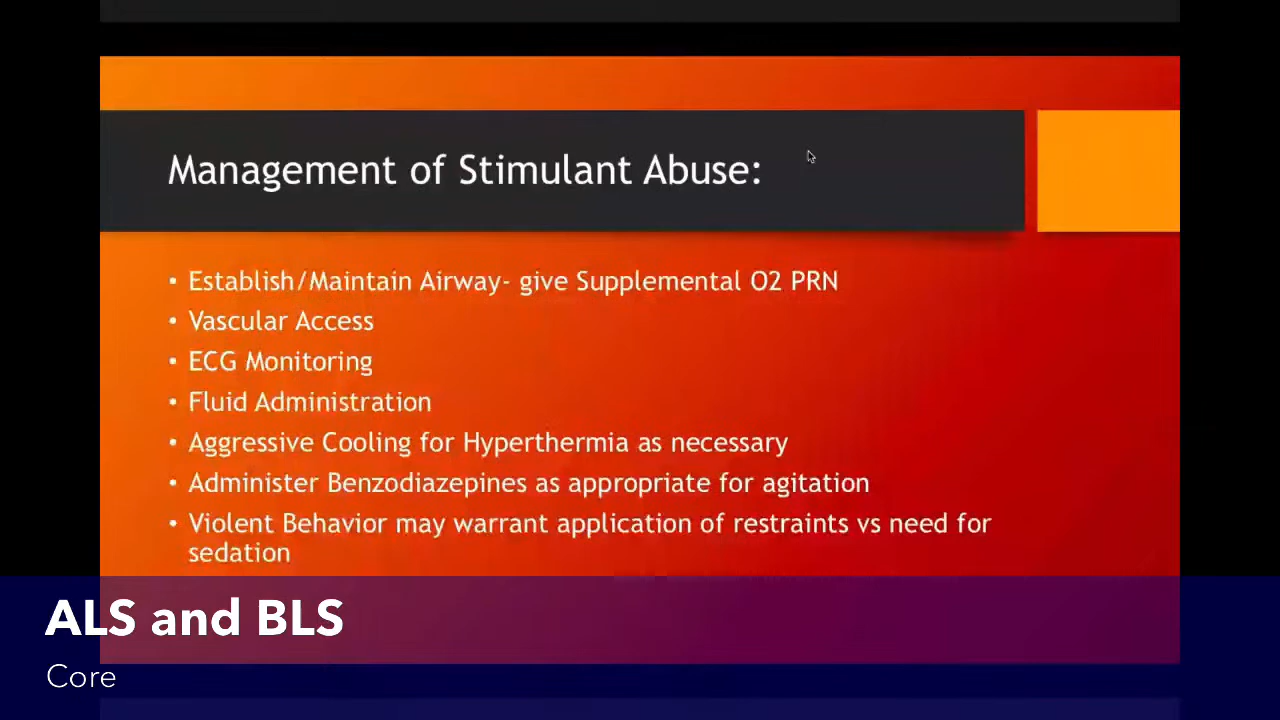 Management of Stimulant Abuse:
• Establish/Maintain Airway- give Supplemental O2 PRN
• Vascular Access
• ECG Monitoring
• Fluid Administration
• Aggressive Cooling for Hyperthermia as necessary
• Administer Benzodiazepines as appropriate for agitation
• Violent Behavior may warrant application of restraints vs need for
sedation
ALS and BLS
Core